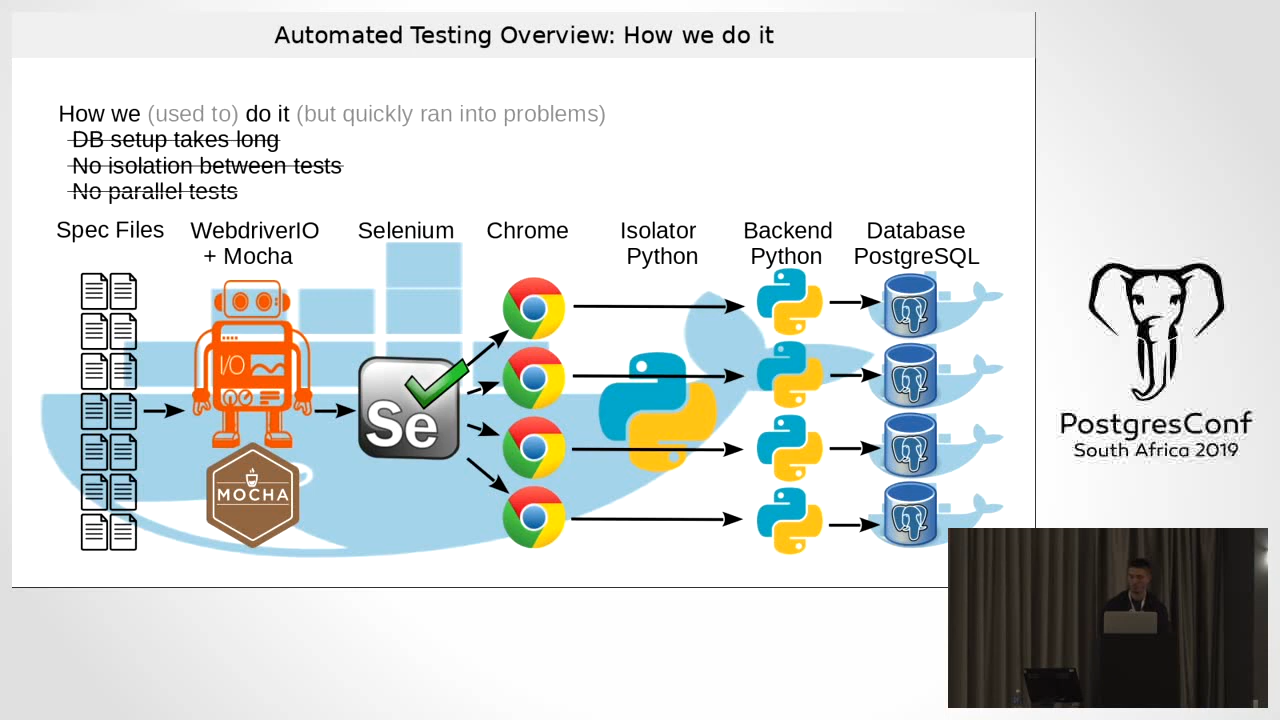 Automated Testing Overview: How we do it
How we (used to) do it (but quickly ran into problems)
DB setup takes long
No isolation between tests
No parallel tests
Spec Files
WebdriverIO
+ Mocha
Selenium
Chrome
Isolator
Python
Backend
Python
Database
PostgreSQL
I/O
Se
MOCHA
PostgresConf
South Africa 2019